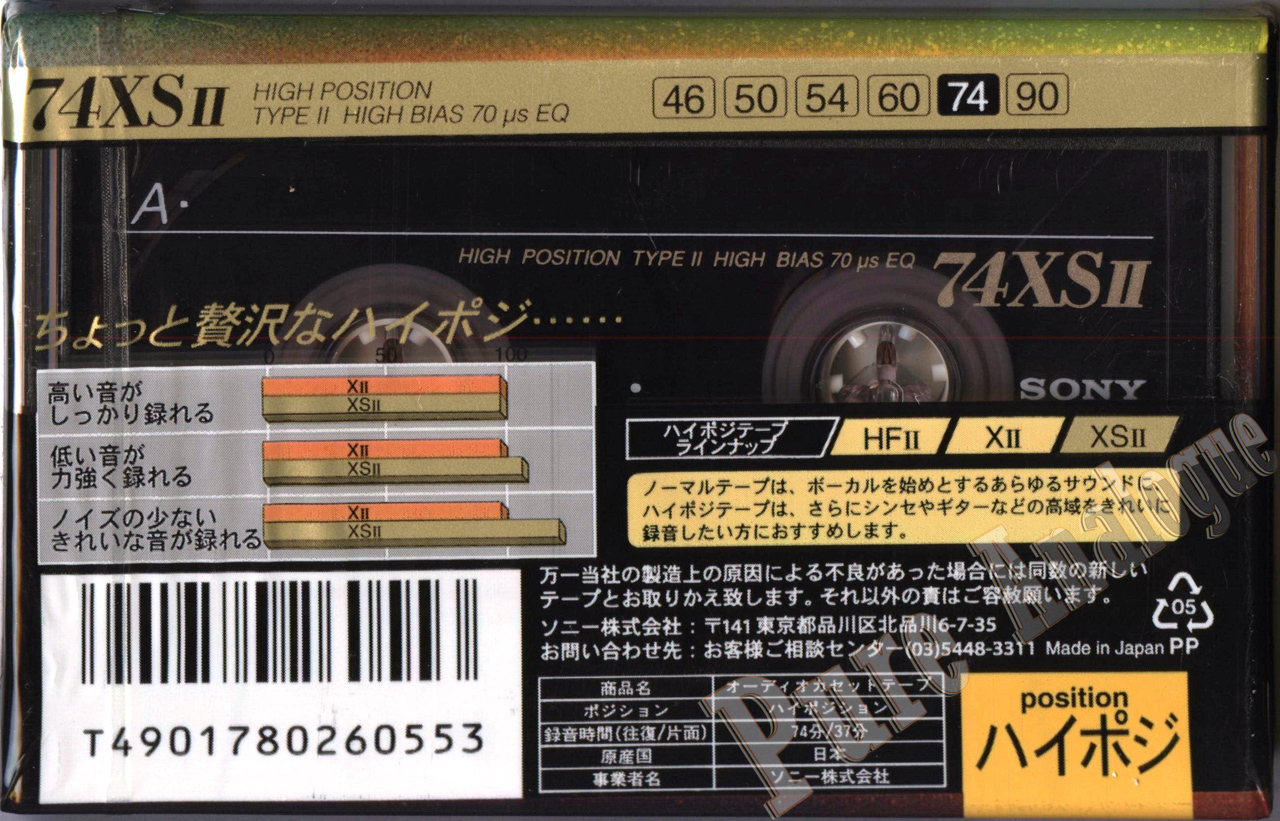 74XSII
HIGH POSITION
TYPE II HIGH BIAS 70 µs EQ
46 50 54 60 74 90
A
HIGH POSITION TYPE II HIGH BIAS 70 µs EQ 74XSII
ちょっと贅沢なハイポジ……
SONY
0 50 100
高い音が
しっかり録れる
XII
XSII
低い音が
力強く録れる
XII
XSII
ノイズの少ない
きれいな音が録れる
XII
XSII
ハイポジテープ
ラインナップ
HFII XII XSII
ノーマルテープは、ボーカルを始めとするあらゆるサウンドに、
ハイポジテープは、さらにシンセやギターなどの高域をきれいに
録音したい方におすすめします。
万一当社の製造上の原因による不良があった場合には同数の新しい
テープとお取りかえ致します。それ以外の責はご容赦願います。
ソニー株式会社：〒141 東京都品川区北品川6-7-35
お問い合わせ先：お客様ご相談センター(03)5448-3311 Made in Japan
05
PP
T4901780260553
商品名 オーディオカセットテープ
ポジション ハイポジション
録音時間(往復/片面) 74分/37分
原産国 日本
事業者名 ソニー株式会社
position
ハイポジ
Pure Analogue